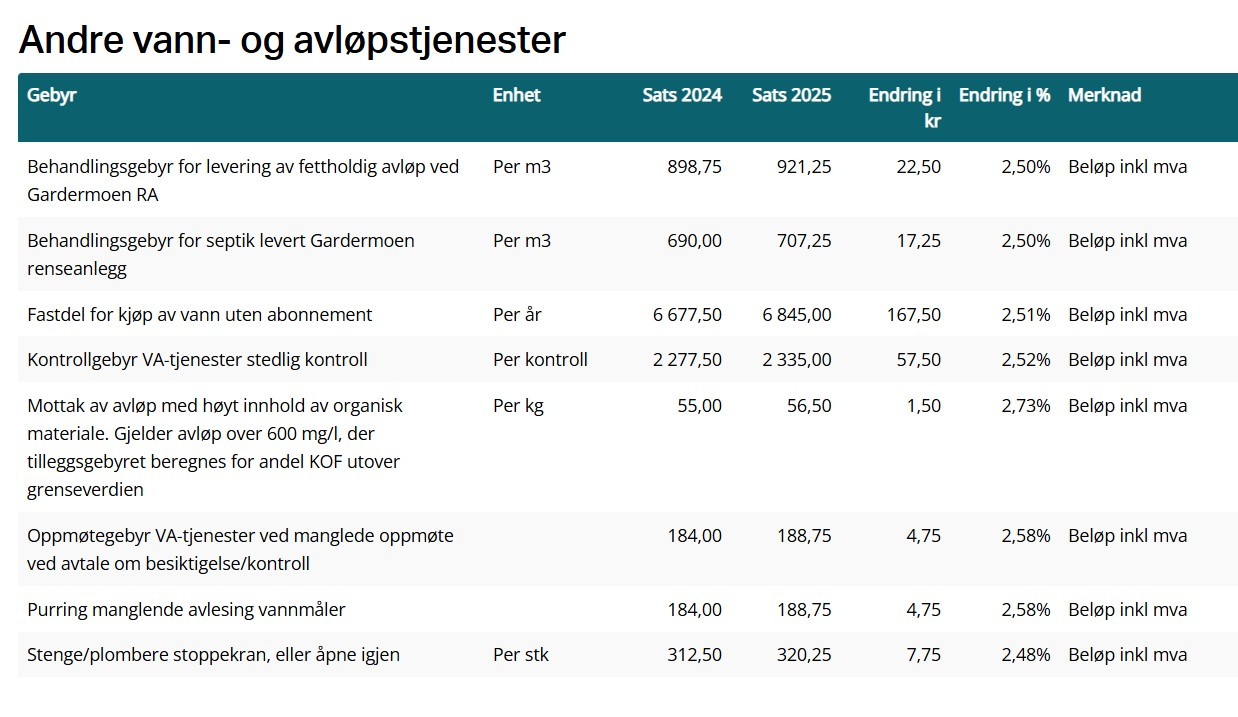 Andre vann- og avløpstjenester
Gebyr Enhet Sats 2024 Sats 2025 Endring i kr Endring i % Merknad
Behandlingsgebyr for levering av fettholdig avløp ved Per m3 898,75 921,25 22,50 2,50% Beløp inkl mva
Gardermoen RA
Behandlingsgebyr for septik levert Gardermoen Per m3 690,00 707,25 17,25 2,50% Beløp inkl mva
renseanlegg
Fastdel for kjøp av vann uten abonnement Per år 6 677,50 6 845,00 167,50 2,51% Beløp inkl mva
Kontrollgebyr VA-tjenester stedlig kontroll Per kontroll 2 277,50 2 335,00 57,50 2,52% Beløp inkl mva
Mottak av avløp med høyt innhold av organisk Per kg 55,00 56,50 1,50 2,73% Beløp inkl mva
materiale. Gjelder avløp over 600 mg/l, der
tilleggsgebyret beregnes for andel KOF utover
grenseverdien
Oppmøtegebyr VA-tjenester ved manglede oppmøte 184,00 188,75 4,75 2,58% Beløp inkl mva
ved avtale om besiktigelse/kontroll
Purring manglende avlesing vannmåler 184,00 188,75 4,75 2,58% Beløp inkl mva
Stenge/plombere stoppekran, eller åpne igjen Per stk 312,50 320,25 7,75 2,48% Beløp inkl mva